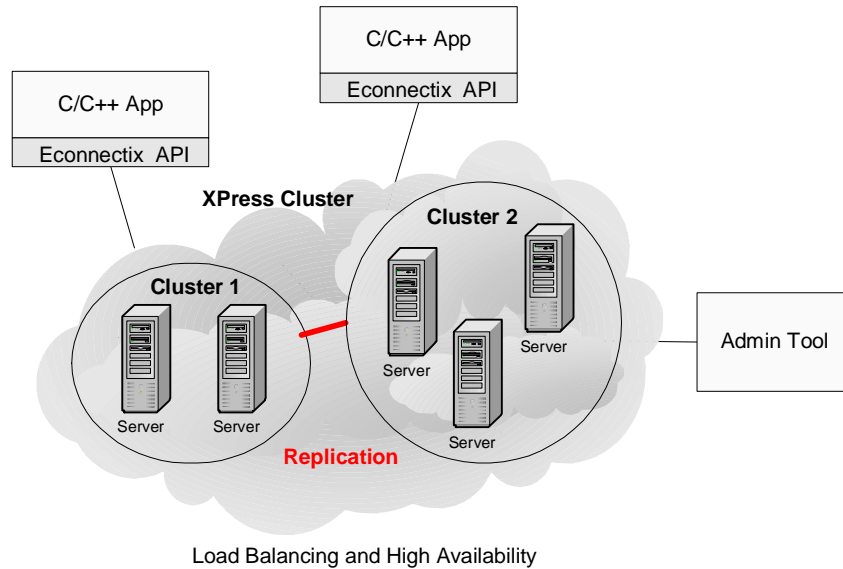 C/C++ App
Econnectix API
C/C++ App
Econnectix API
XPress Cluster
Cluster 2
Cluster 1
Server
Server
Server
Server
Server
Admin Tool
Replication
Load Balancing and High Availability